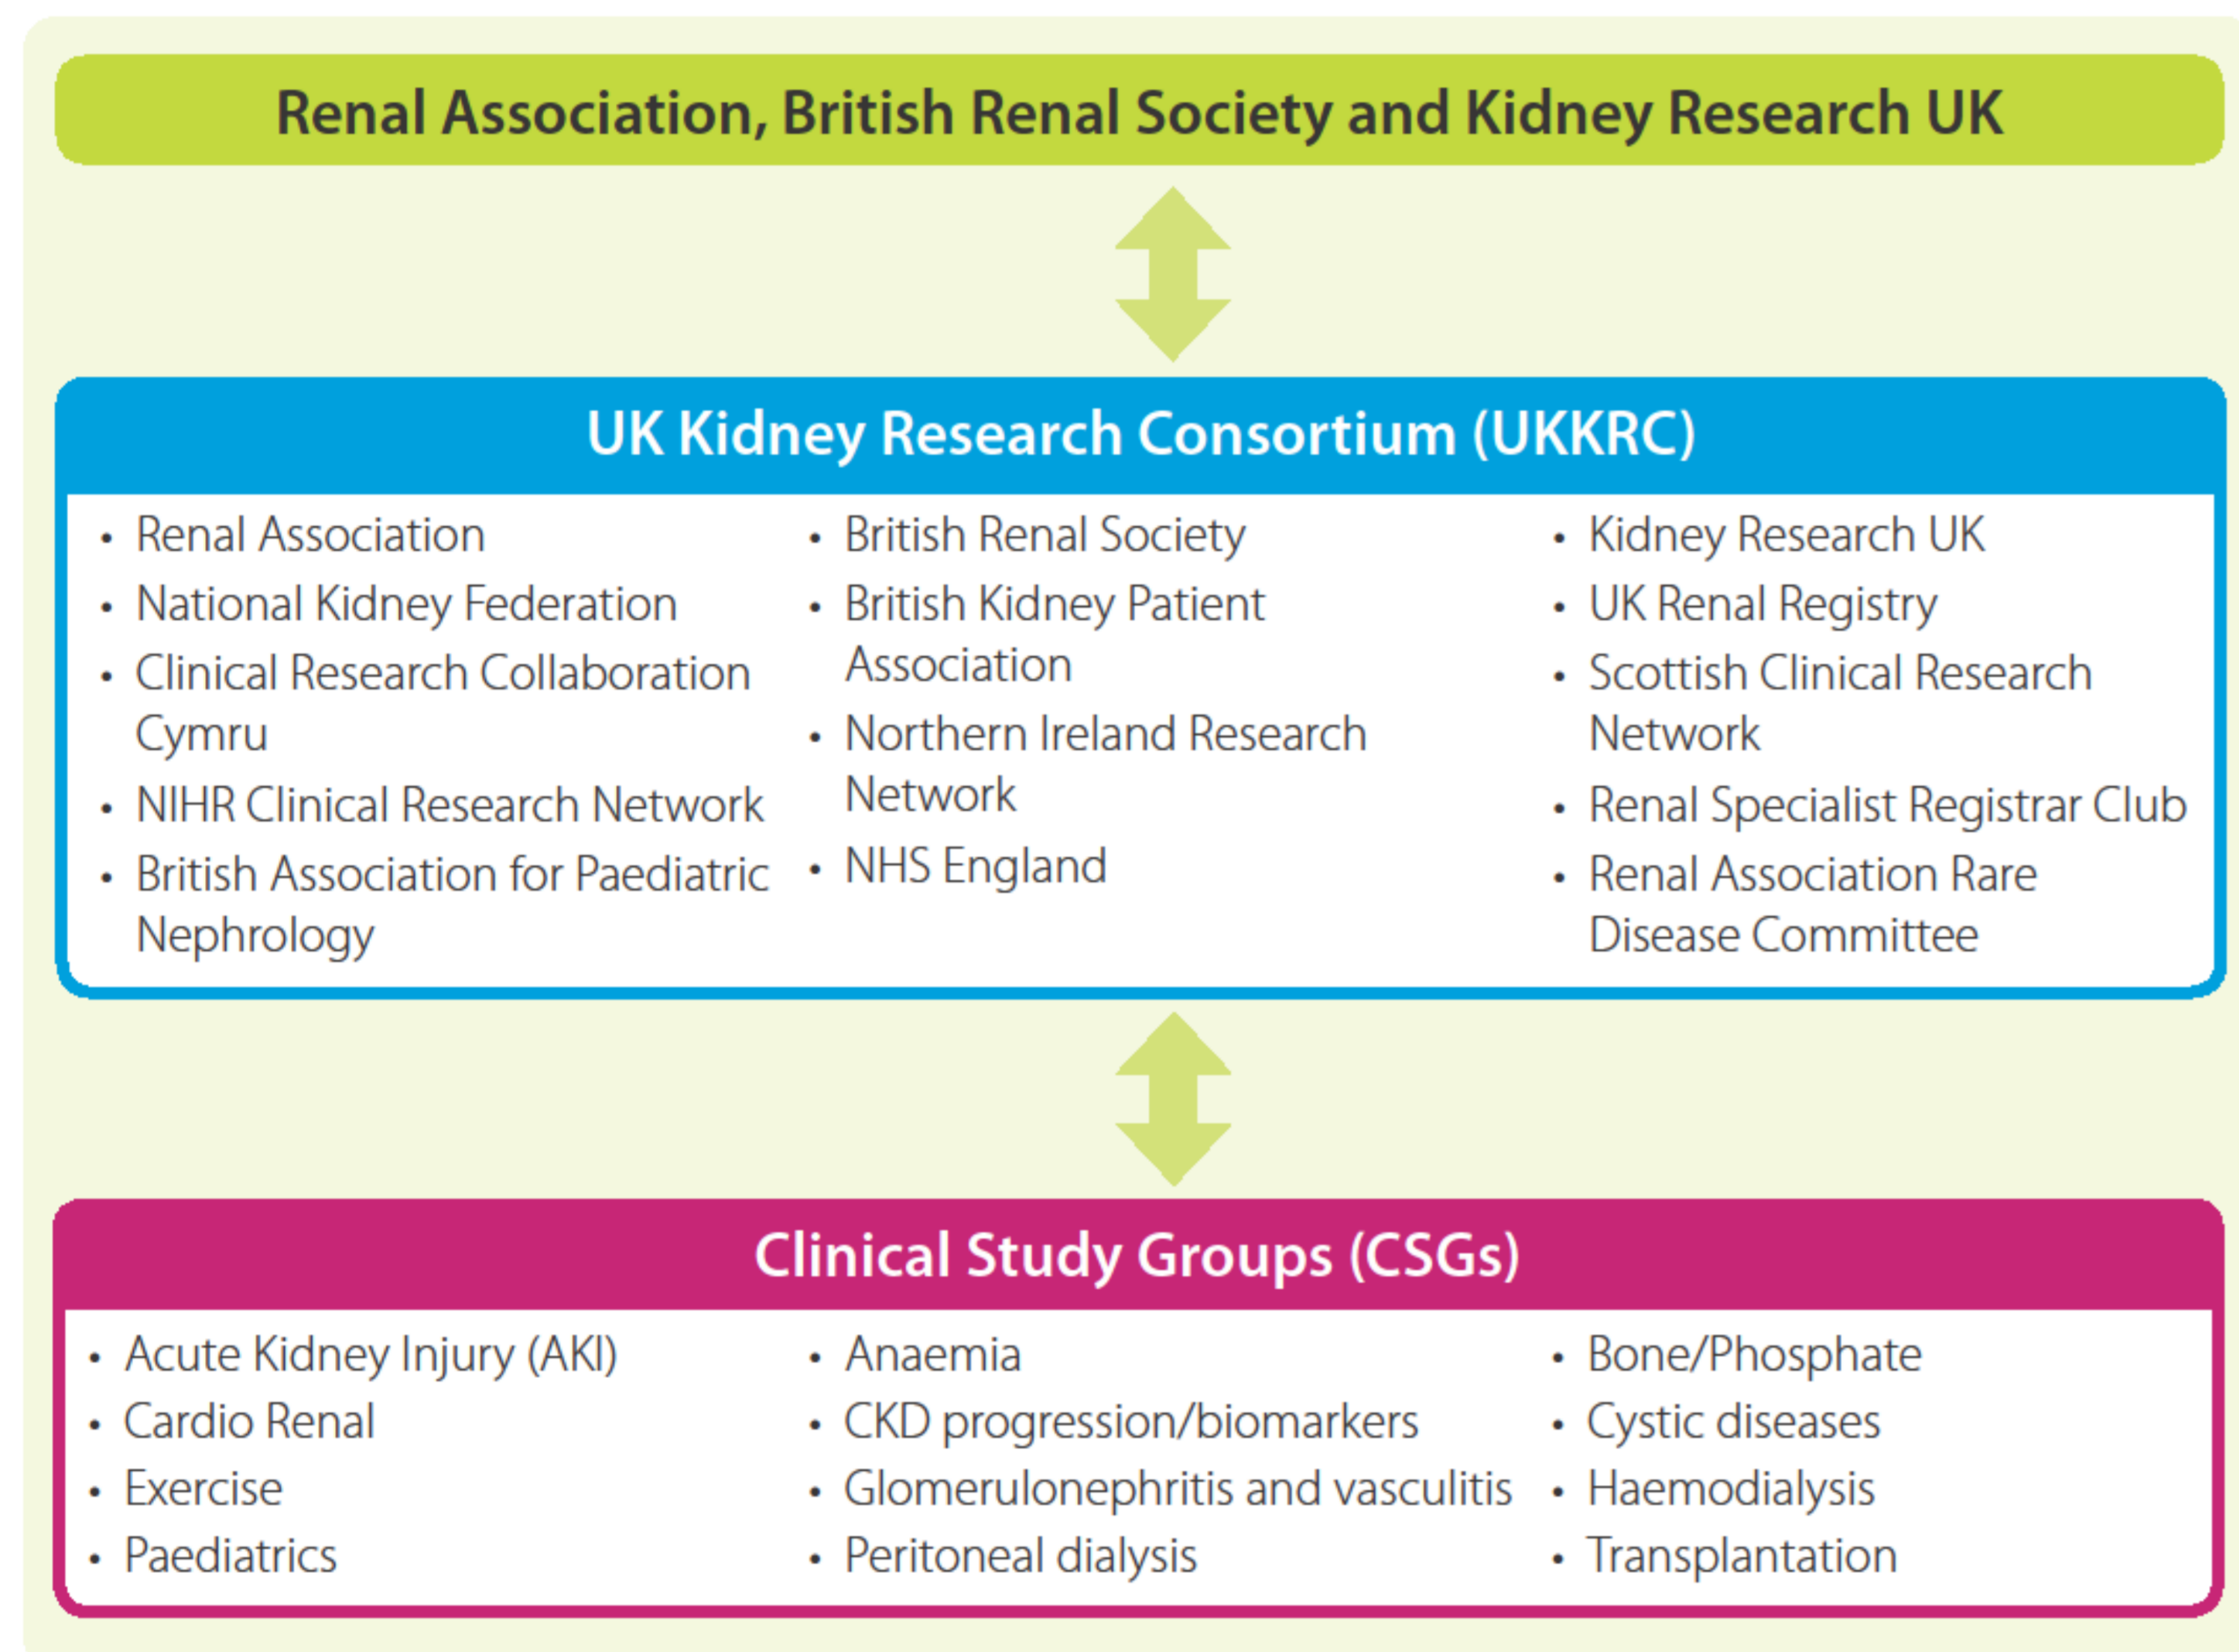 Renal Association, British Renal Society and Kidney Research UK
UK Kidney Research Consortium (UKKRC)
• Renal Association
• National Kidney Federation
• Clinical Research Collaboration
Cymru
• NIHR Clinical Research Network
• British Association for Paediatric
Nephrology
• British Renal Society
• British Kidney Patient
Association
• Northern Ireland Research
Network
• NHS England
• Kidney Research UK
• UK Renal Registry
• Scottish Clinical Research
Network
• Renal Specialist Registrar Club
• Renal Association Rare
Disease Committee
Clinical Study Groups (CSGs)
• Acute Kidney Injury (AKI)
• Cardio Renal
• Exercise
• Paediatrics
• Anaemia
• CKD progression/biomarkers
• Glomerulonephritis and vasculitis
• Peritoneal dialysis
• Bone/Phosphate
• Cystic diseases
• Haemodialysis
• Transplantation